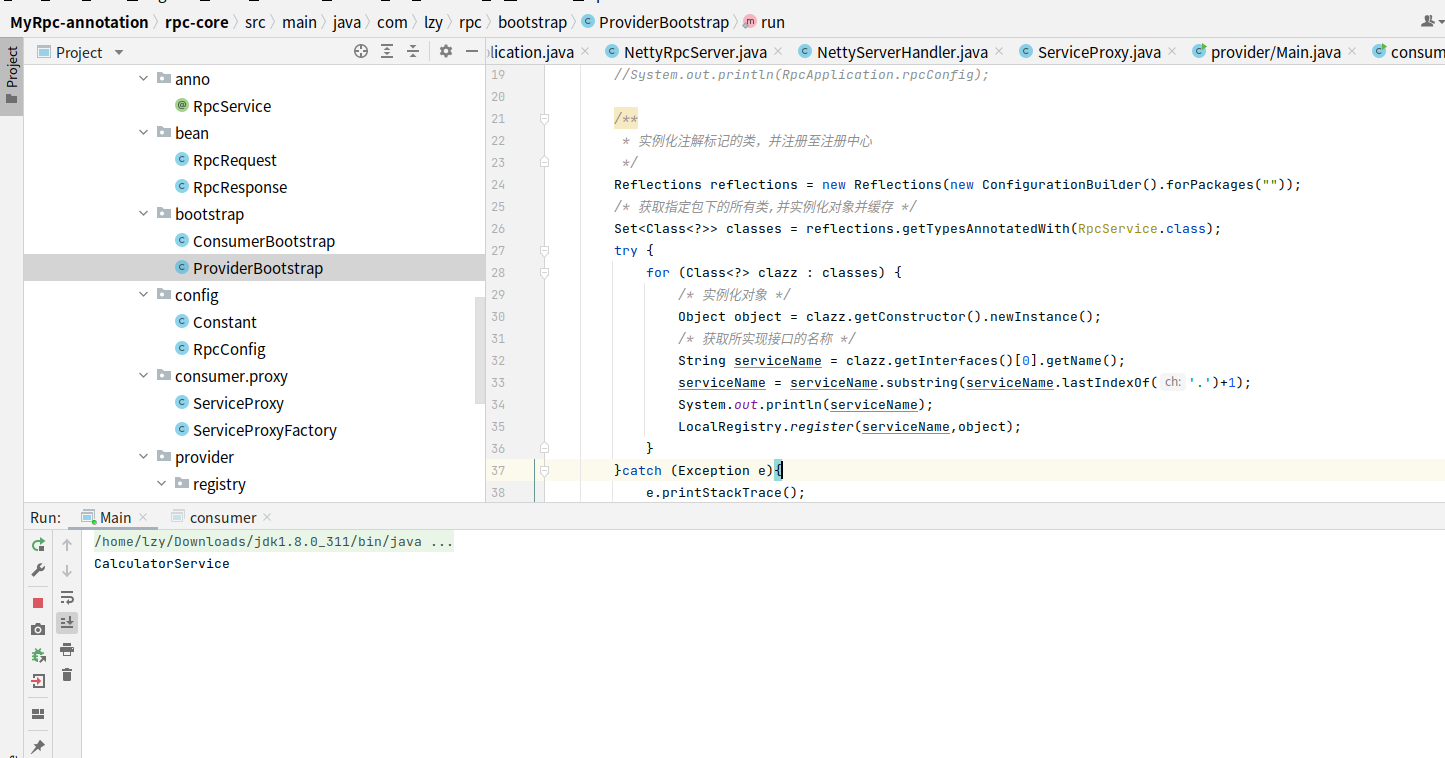 MyRpc-annotation 〉 rpc-core 〉 src 〉 main 〉 java 〉 com 〉 lzy 〉 rpc 〉 bootstrap 〉 ProviderBootstrap 〉 run
Project
Project
lication.java
NettyRpcServer.java
NettyServerHandler.java
ServiceProxy.java
provider/Main.java
consum
anno
RpcService
bean
RpcRequest
RpcResponse
bootstrap
ConsumerBootstrap
ProviderBootstrap
config
Constant
RpcConfig
consumer.proxy
ServiceProxy
ServiceProxyFactory
provider
registry
19 //System.out.println(RpcApplication.rpcConfig);
20
21 /**
22 * 实例化注解标记的类，并注册至注册中心
23 */
24 Reflections reflections = new Reflections(new ConfigurationBuilder().forPackages(""));
25 /* 获取指定包下的所有类,并实例化对象并缓存 */
26 Set<Class<?>> classes = reflections.getTypesAnnotatedWith(RpcService.class);
27 try {
28 for (Class<?> clazz : classes) {
29 /* 实例化对象 */
30 Object object = clazz.getConstructor().newInstance();
31 /* 获取所实现接口的名称 */
32 String serviceName = clazz.getInterfaces()[0].getName();
33 serviceName = serviceName.substring(serviceName.lastIndexOf( ch: '.')+1);
34 System.out.println(serviceName);
35 LocalRegistry.register(serviceName,object);
36 }
37 }catch (Exception e){
38 e.printStackTrace();
Run: Main consumer
/home/lzy/Downloads/jdk1.8.0_311/bin/java ...
CalculatorService